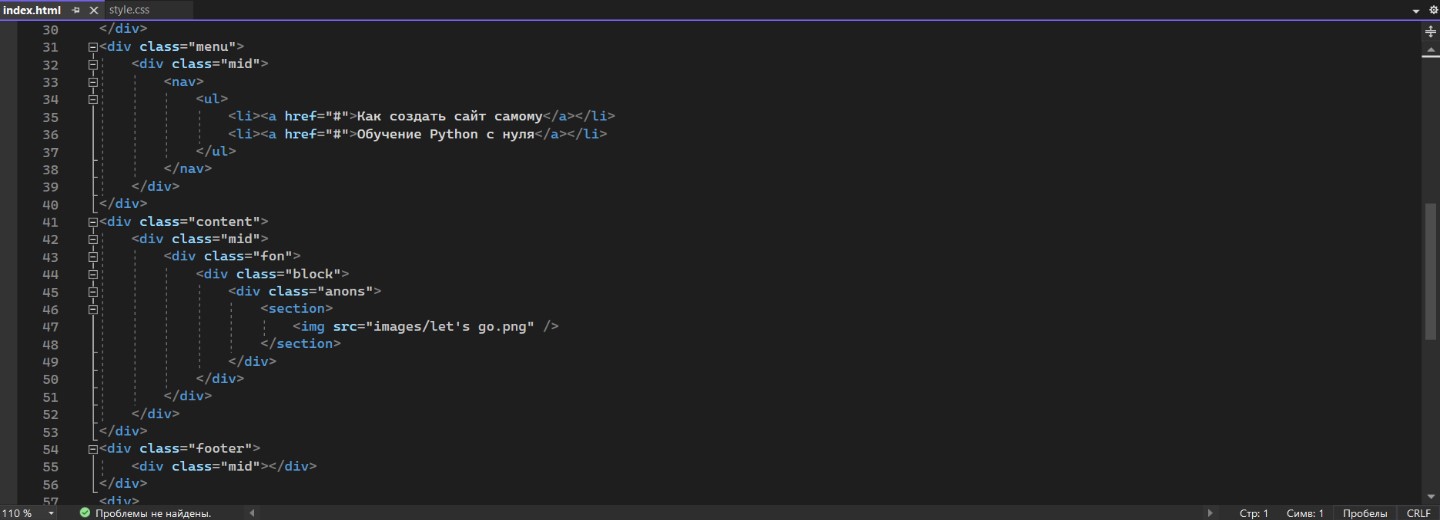 index.html style.css
30 </div>
31 <div class="menu">
32 <div class="mid">
33 <nav>
34 <ul>
35 <li><a href="#">Как создать сайт самому</a></li>
36 <li><a href="#">Обучение Python с нуля</a></li>
37 </ul>
38 </nav>
39 </div>
40 </div>
41 <div class="content">
42 <div class="mid">
43 <div class="fon">
44 <div class="block">
45 <div class="anons">
46 <section>
47 <img src="images/let's go.png" />
48 </section>
49 </div>
50 </div>
51 </div>
52 </div>
53 </div>
54 <div class="footer">
55 <div class="mid"></div>
56 </div>
57 <div>
110 % Проблемы не найдены. Стр: 1 Симв: 1 Пробелы CRLF